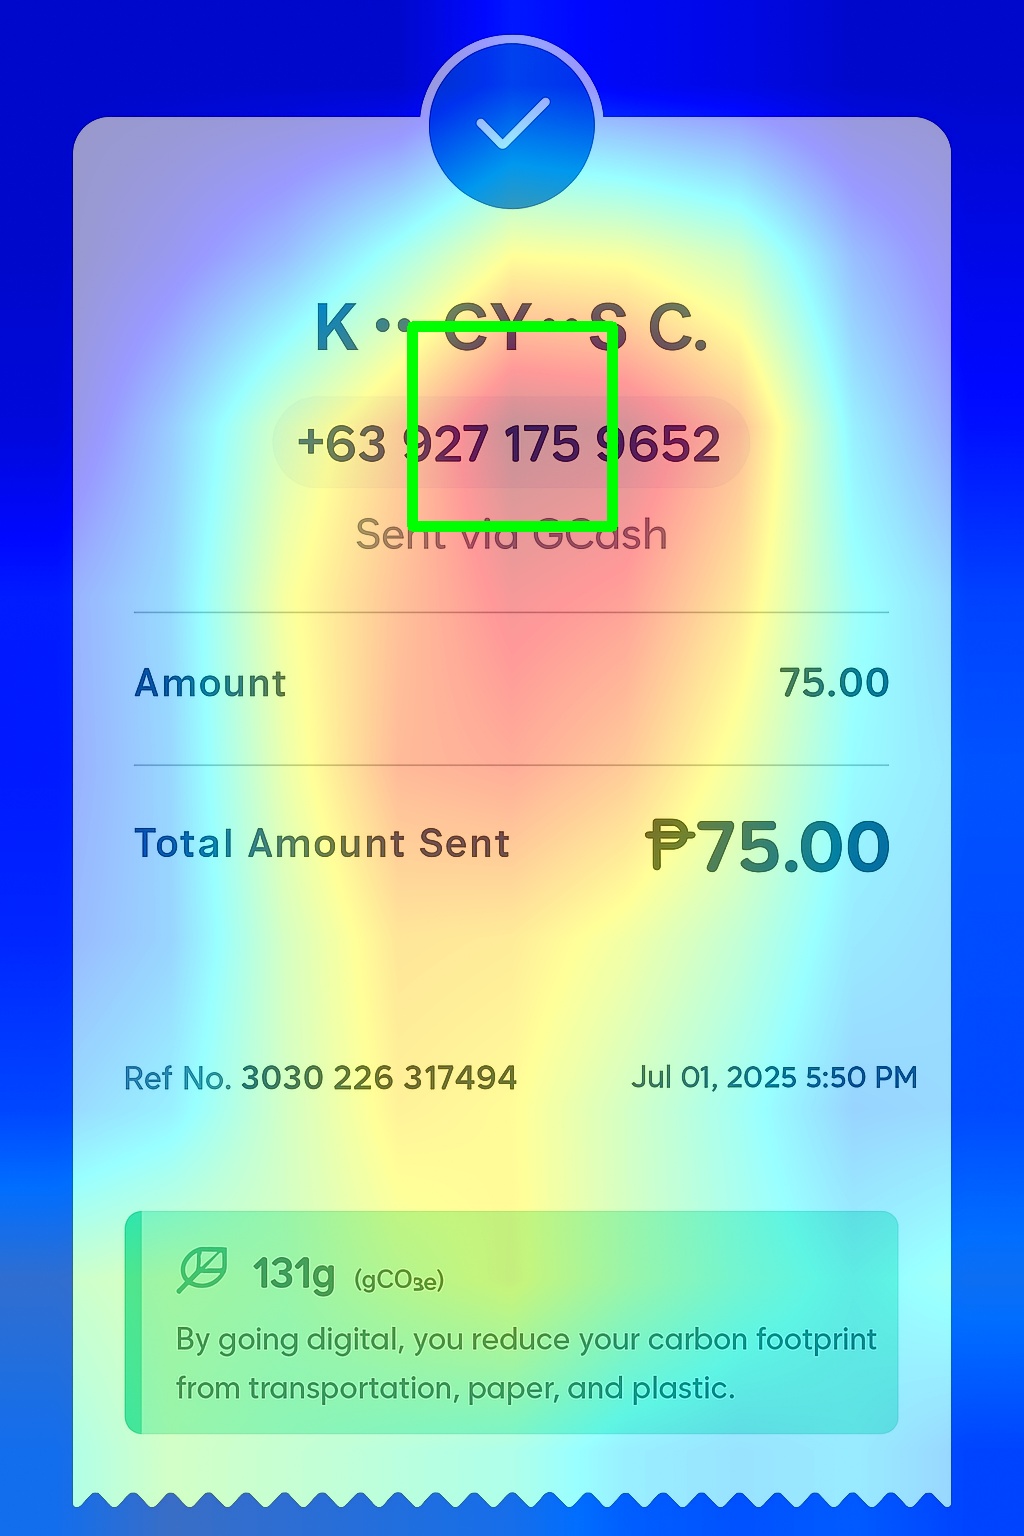 K •• CY •• S C.
+63 927 175 9652
Sent via GCash
Amount 75.00
Total Amount Sent ₱75.00
Ref No. 3030 226 317494 Jul 01, 2025 5:50 PM
131g (gCO₃e)
By going digital, you reduce your carbon footprint
from transportation, paper, and plastic.